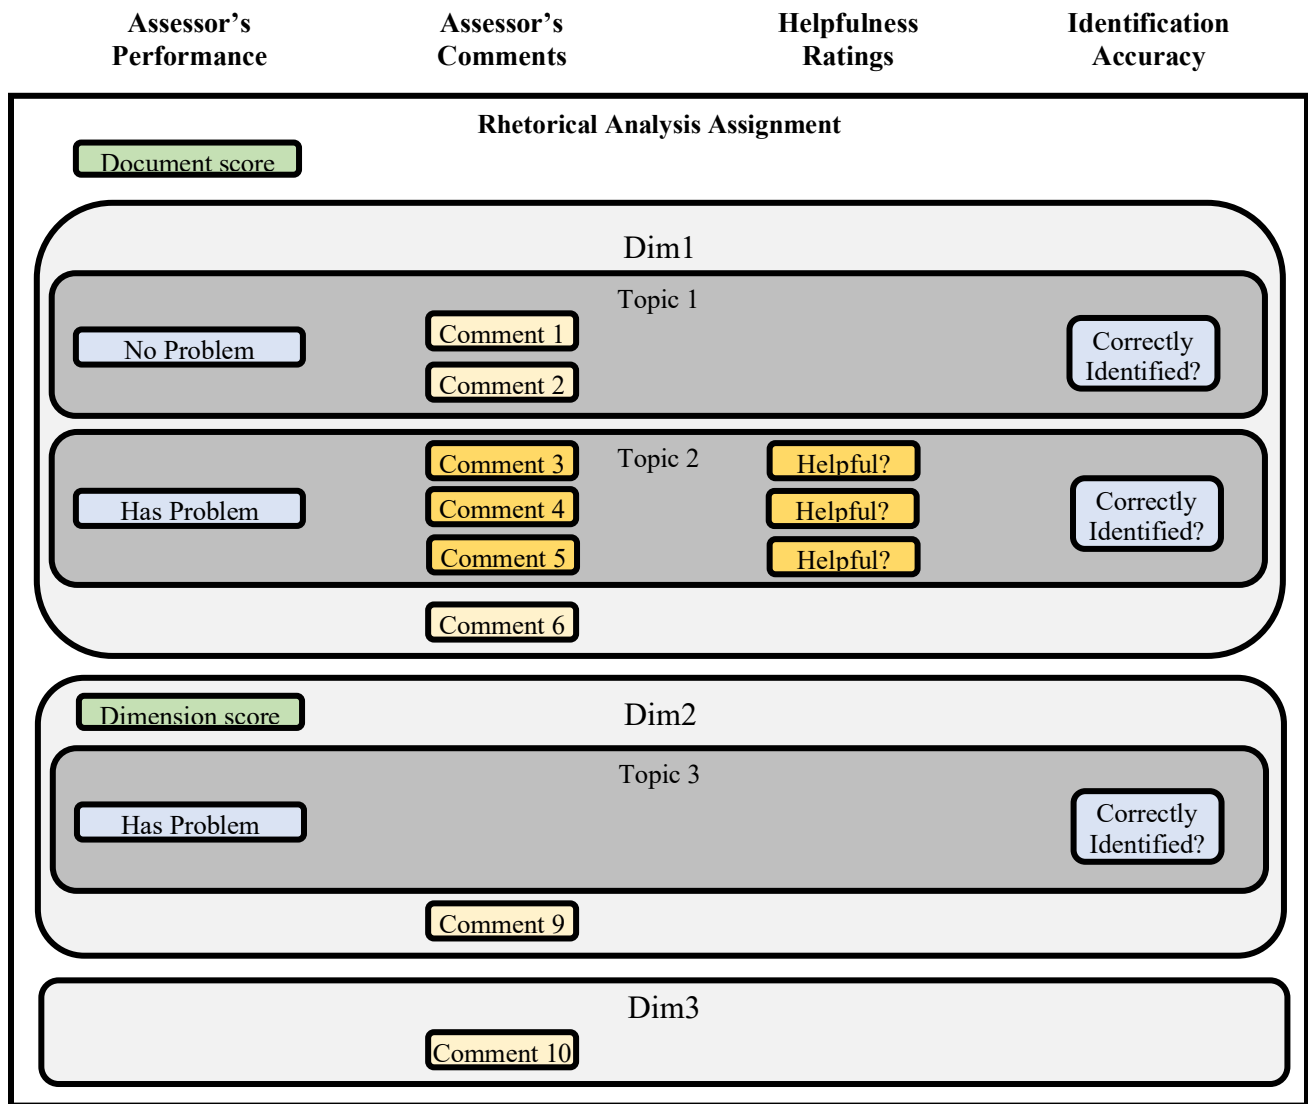 Assessor’s Performance
Assessor’s Comments
Helpfulness Ratings
Identification Accuracy
Rhetorical Analysis Assignment
Document score
Dim1
Topic 1
No Problem
Comment 1
Comment 2
Correctly
Identified?
Topic 2
Has Problem
Comment 3
Comment 4
Comment 5
Helpful?
Helpful?
Helpful?
Correctly
Identified?
Comment 6
Dimension score
Dim2
Topic 3
Has Problem
Correctly
Identified?
Comment 9
Dim3
Comment 10